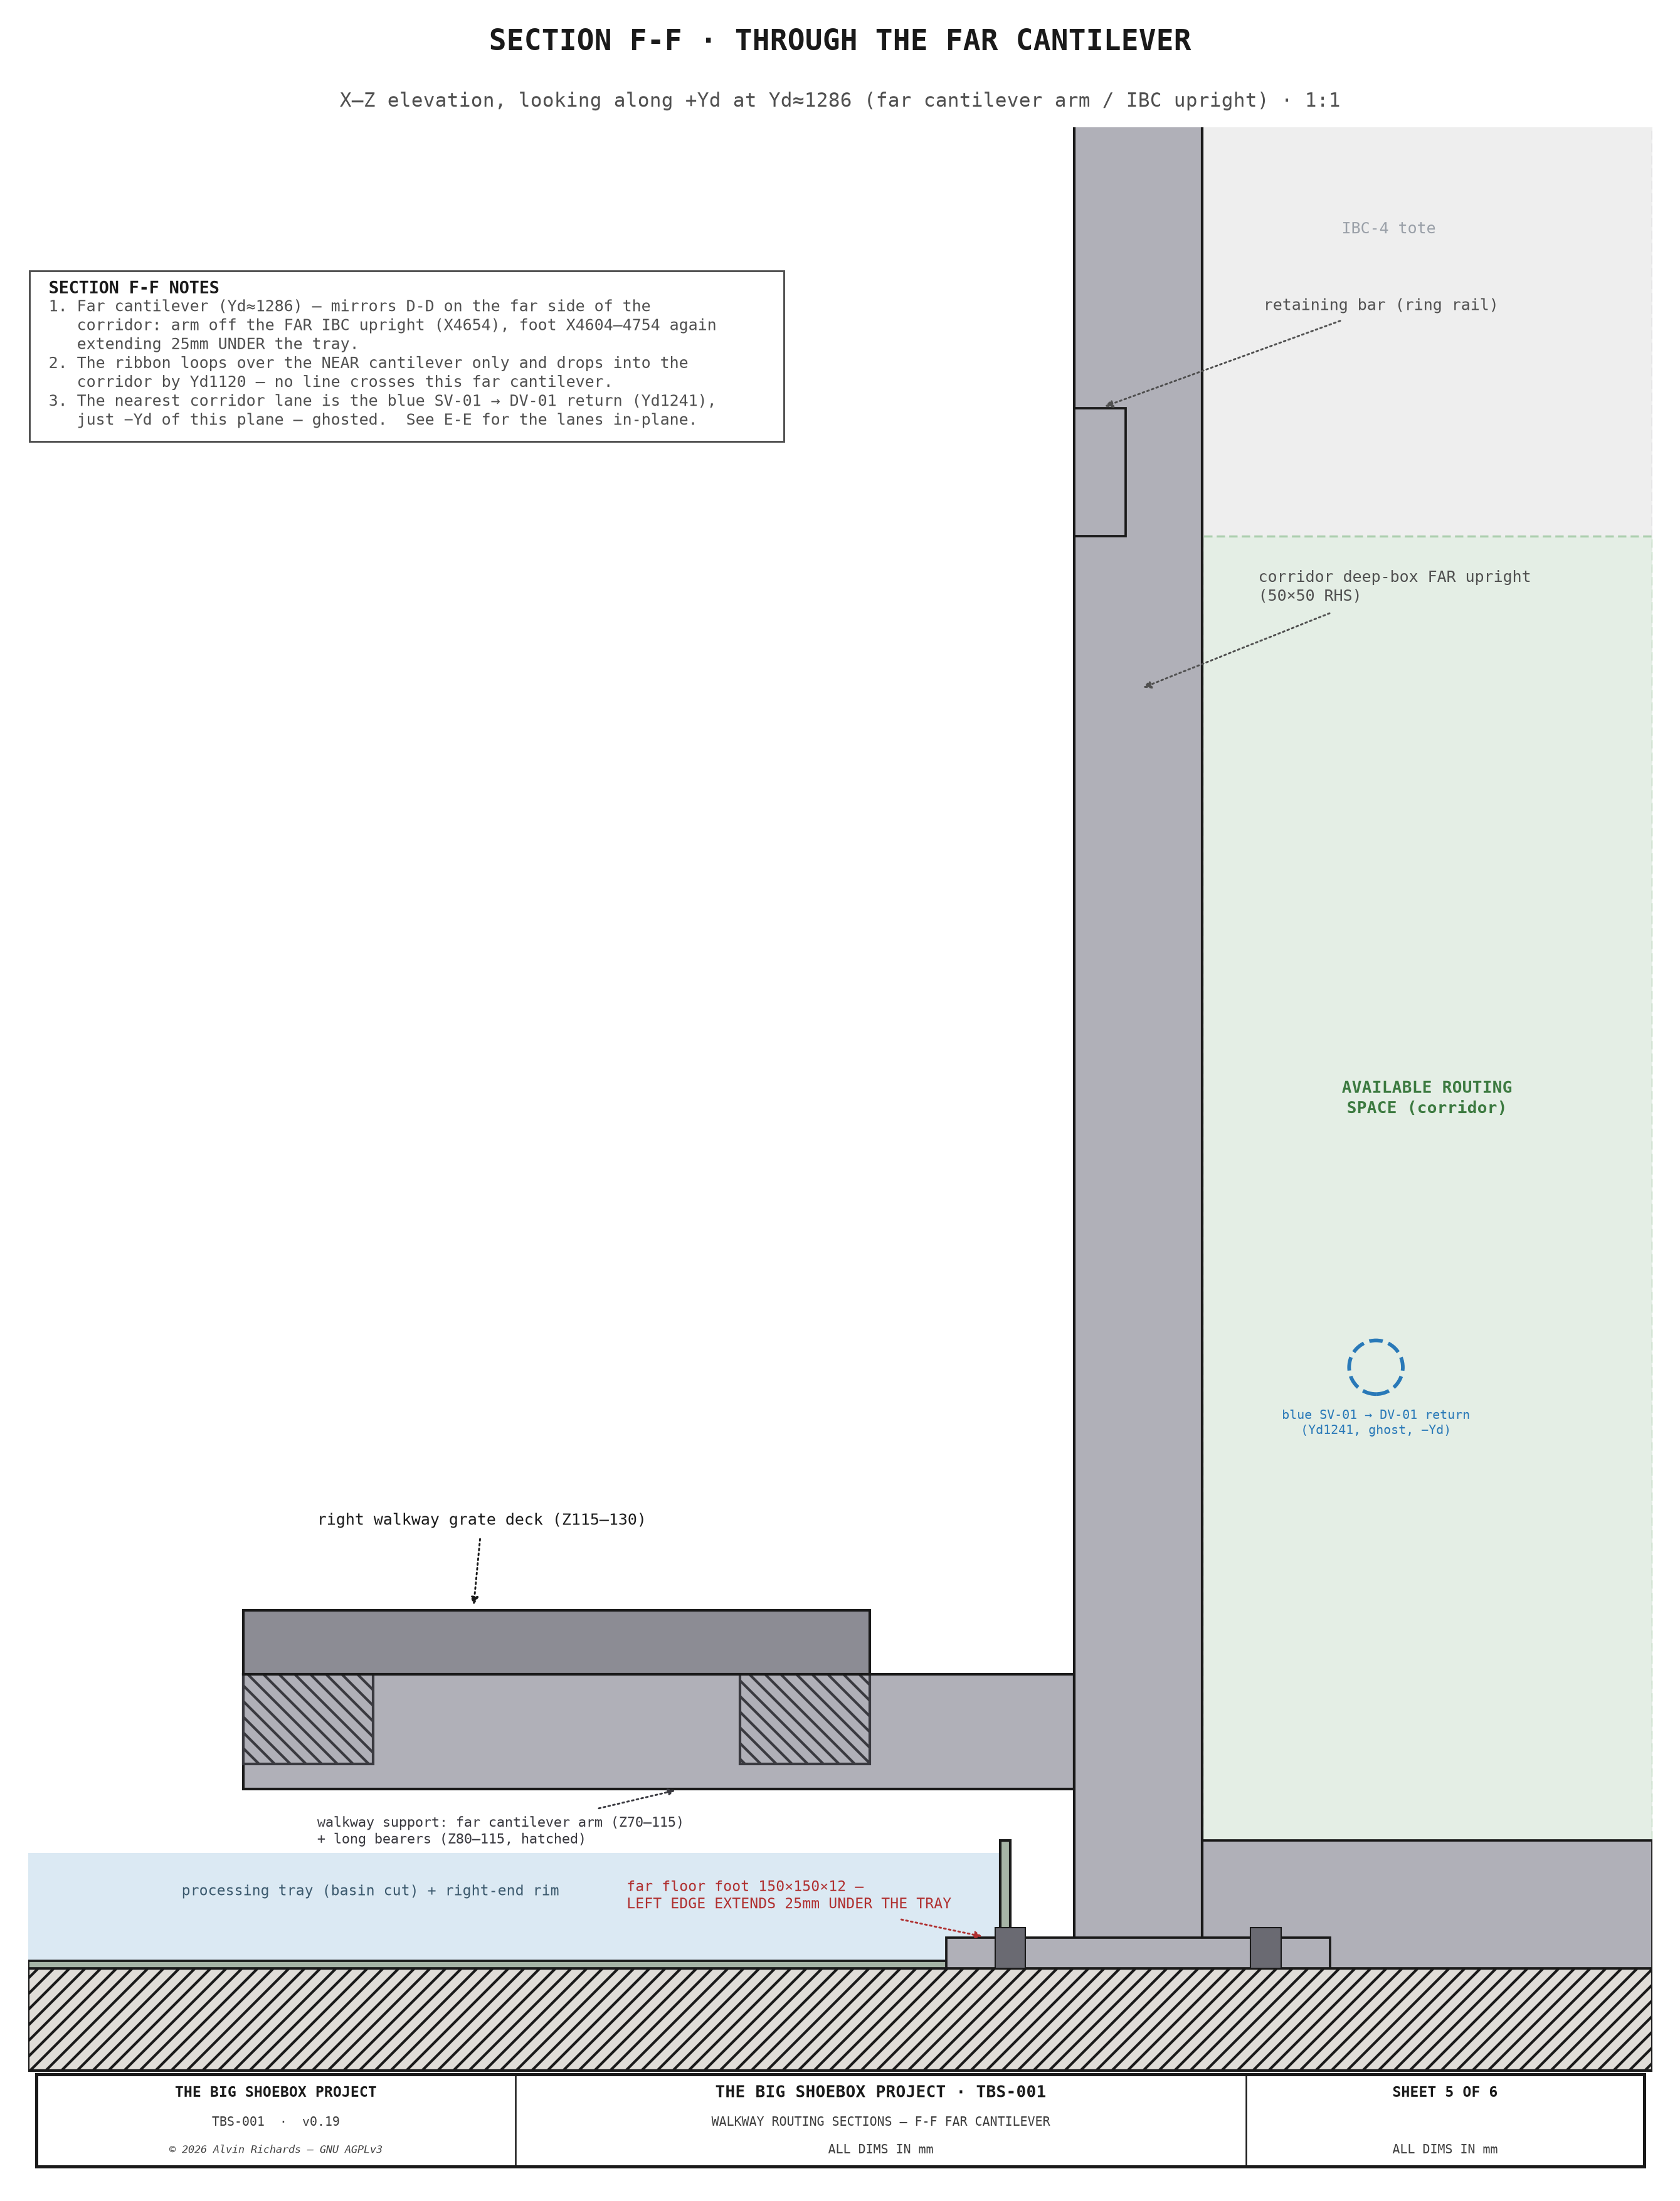 SECTION F-F · THROUGH THE FAR CANTILEVER
X–Z elevation, looking along +Yd at Yd≈1286 (far cantilever arm / IBC upright) · 1:1
IBC-4 tote
retaining bar (ring rail)
SECTION F-F NOTES
1. Far cantilever (Yd≈1286) — mirrors D-D on the far side of the
corridor: arm off the FAR IBC upright (X4654), foot X4604–4754 again
extending 25mm UNDER the tray.
2. The ribbon loops over the NEAR cantilever only and drops into the
corridor by Yd1120 — no line crosses this far cantilever.
3. The nearest corridor lane is the blue SV-01 → DV-01 return (Yd1241),
just −Yd of this plane — ghosted.  See E-E for the lanes in-plane.
corridor deep-box FAR upright
(50×50 RHS)
AVAILABLE ROUTING
SPACE (corridor)
blue SV-01 → DV-01 return
(Yd1241, ghost, −Yd)
right walkway grate deck (Z115–130)
walkway support: far cantilever arm (Z70–115)
+ long bearers (Z80–115, hatched)
processing tray (basin cut) + right-end rim
far floor foot 150×150×12 —
LEFT EDGE EXTENDS 25mm UNDER THE TRAY
THE BIG SHOEBOX PROJECT
TBS-001  ·  v0.19
© 2026 Alvin Richards — GNU AGPLv3
THE BIG SHOEBOX PROJECT · TBS-001
WALKWAY ROUTING SECTIONS — F-F FAR CANTILEVER
ALL DIMS IN mm
SHEET 5 OF 6
ALL DIMS IN mm